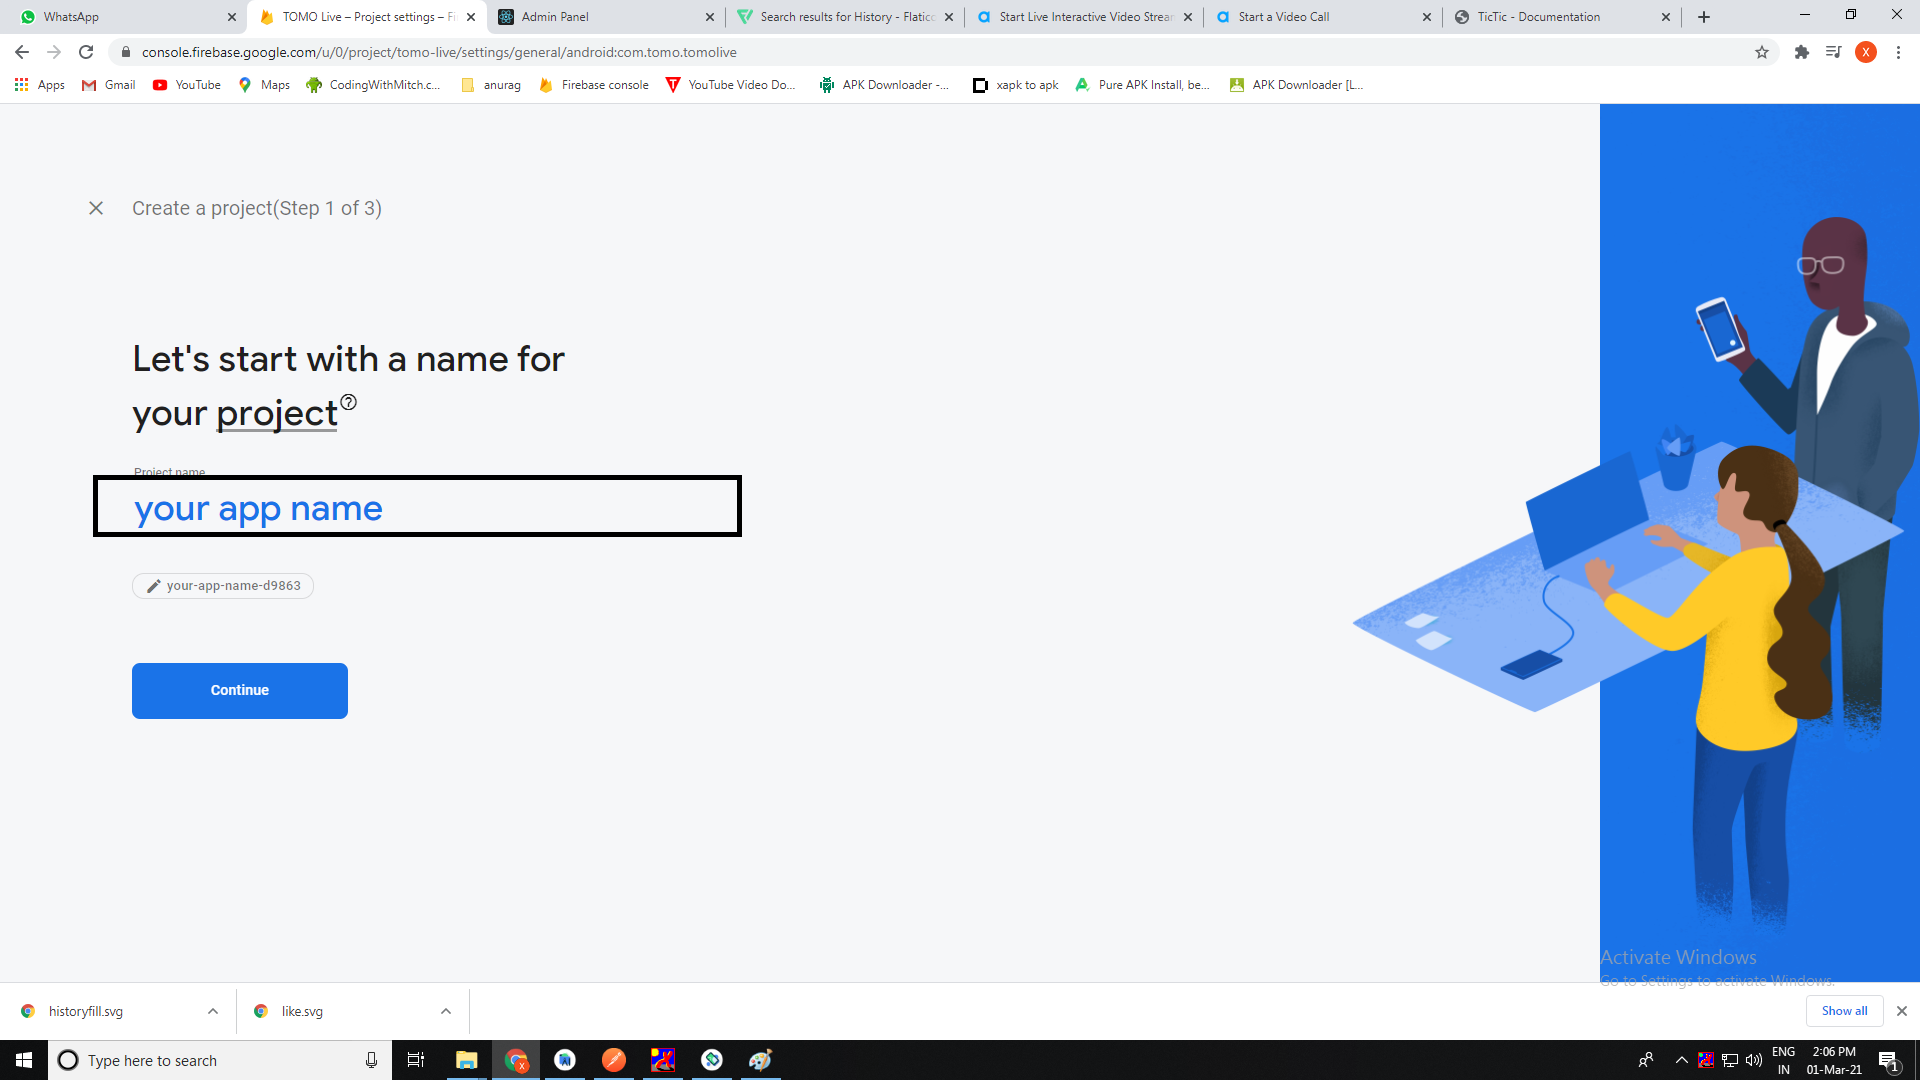 WhatsApp
TOMO Live – Project settings – Fi
Admin Panel
Search results for History - Flatico
Start Live Interactive Video Strea
Start a Video Call
TicTic - Documentation
console.firebase.google.com/u/0/project/tomo-live/settings/general/android:com.tomo.tomolive
X
Apps
Gmail
YouTube
Maps
CodingWithMitch.c...
anurag
Firebase console
YouTube Video Do...
APK Downloader -...
xapk to apk
Pure APK Install, be...
APK Downloader [L...
Create a project(Step 1 of 3)
Let's start with a name for
your project
Project name
your app name
your-app-name-d9863
Continue
Activate Windows
Go to Settings to activate Windows.
historyfill.svg
like.svg
Show all
Type here to search
ENG
IN
2:06 PM
01-Mar-21
1